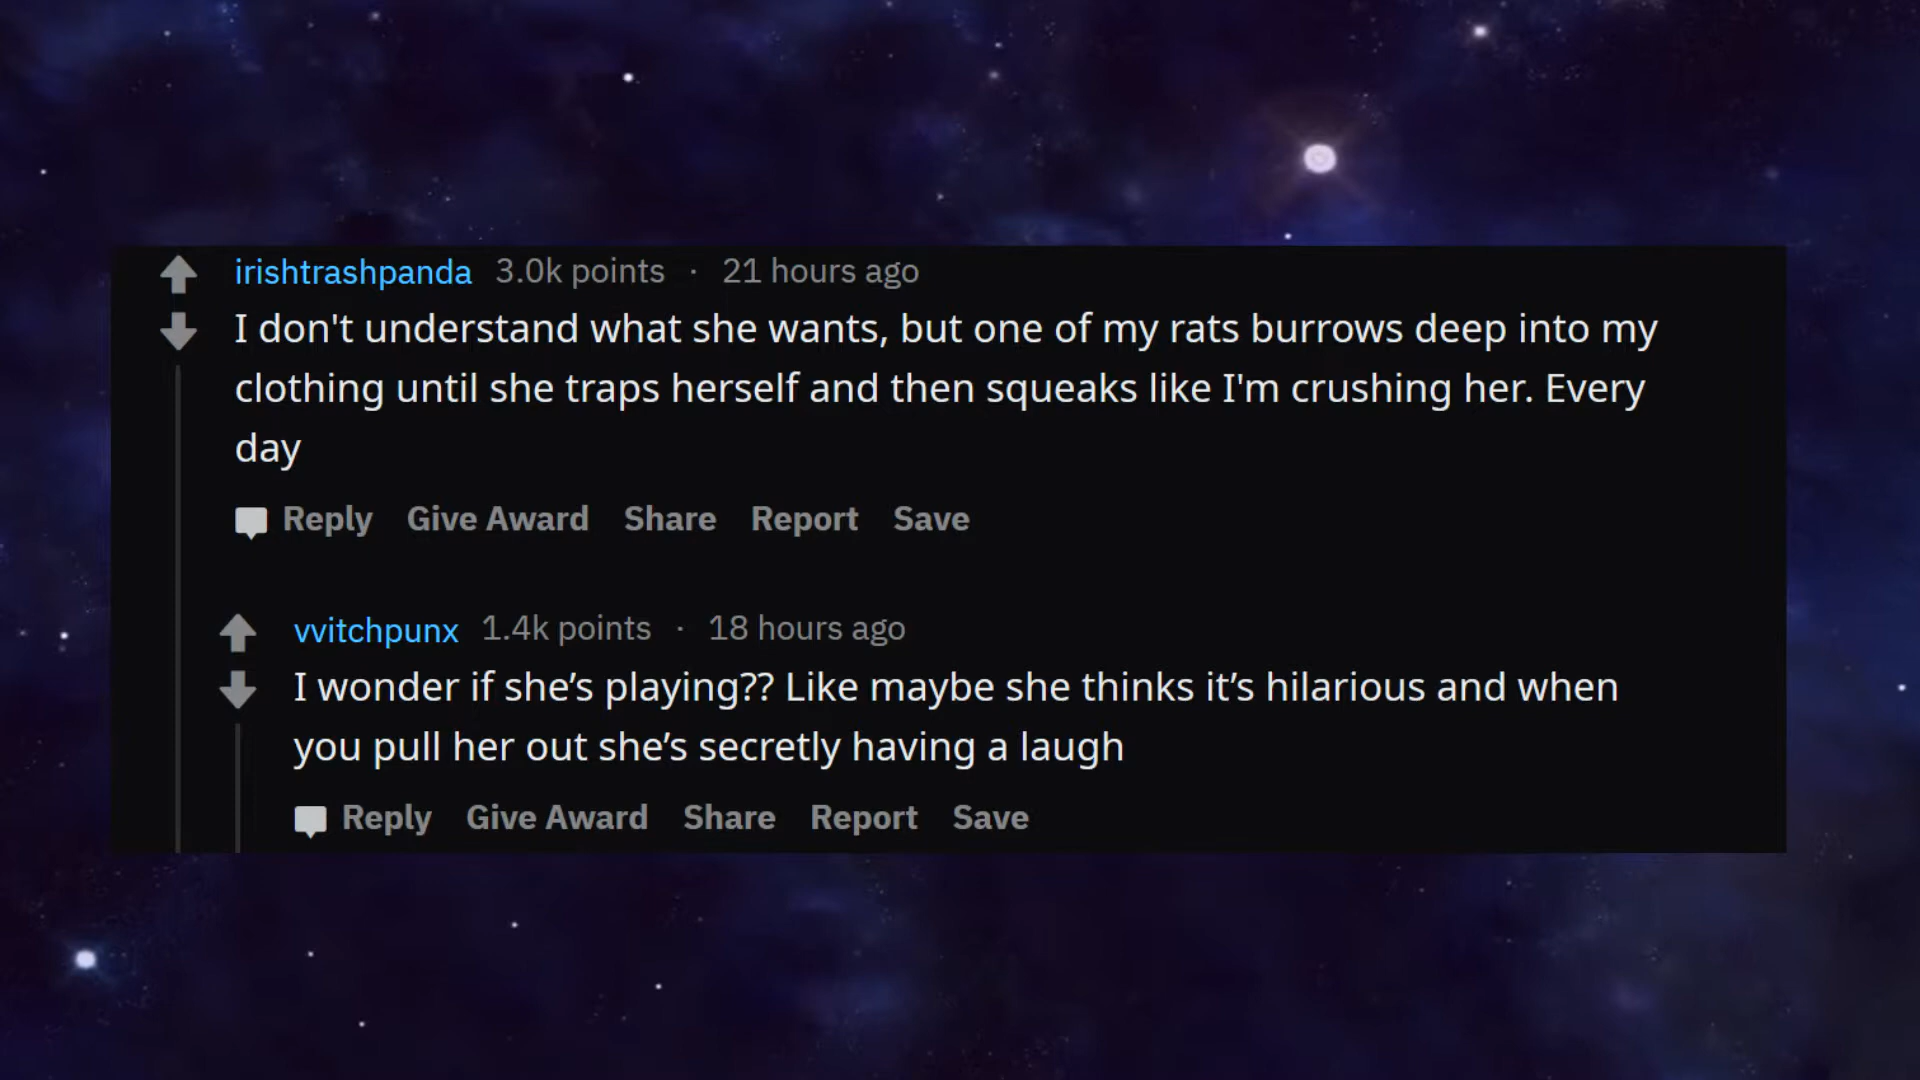 irishtrashpanda 3.0k points · 21 hours ago
I don't understand what she wants, but one of my rats burrows deep into my
clothing until she traps herself and then squeaks like I'm crushing her. Every
day
Reply Give Award Share Report Save
vvitchpunx 1.4k points · 18 hours ago
I wonder if she’s playing?? Like maybe she thinks it’s hilarious and when
you pull her out she’s secretly having a laugh
Reply Give Award Share Report Save